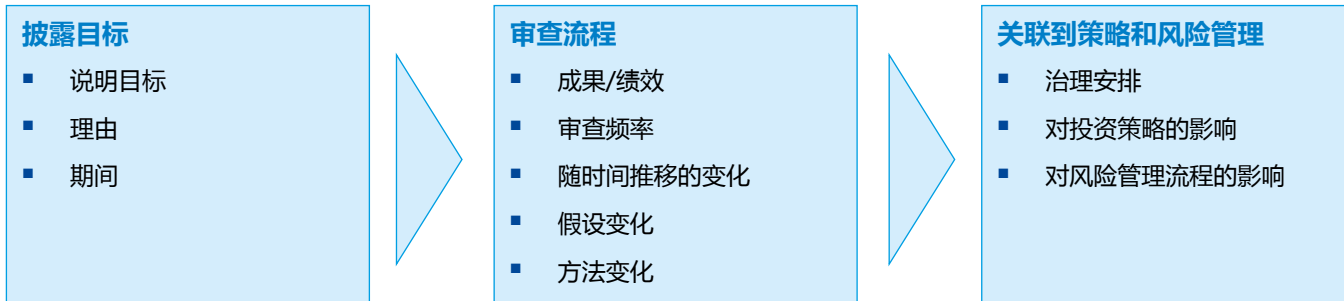 披露目标
说明目标
理由
期间
审查流程
成果/绩效
审查频率
随时间推移的变化
假设变化
方法变化
关联到策略和风险管理
治理安排
对投资策略的影响
对风险管理流程的影响